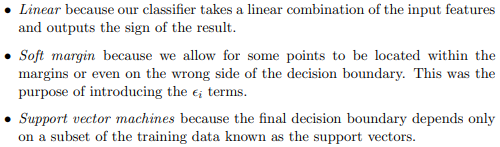 • Linear because our classifier takes a linear combination of the input features
and outputs the sign of the result.
• Soft margin because we allow for some points to be located within the
margins or even on the wrong side of the decision boundary. This was the
purpose of introducing the ϵᵢ terms.
• Support vector machines because the final decision boundary depends only
on a subset of the training data known as the support vectors.